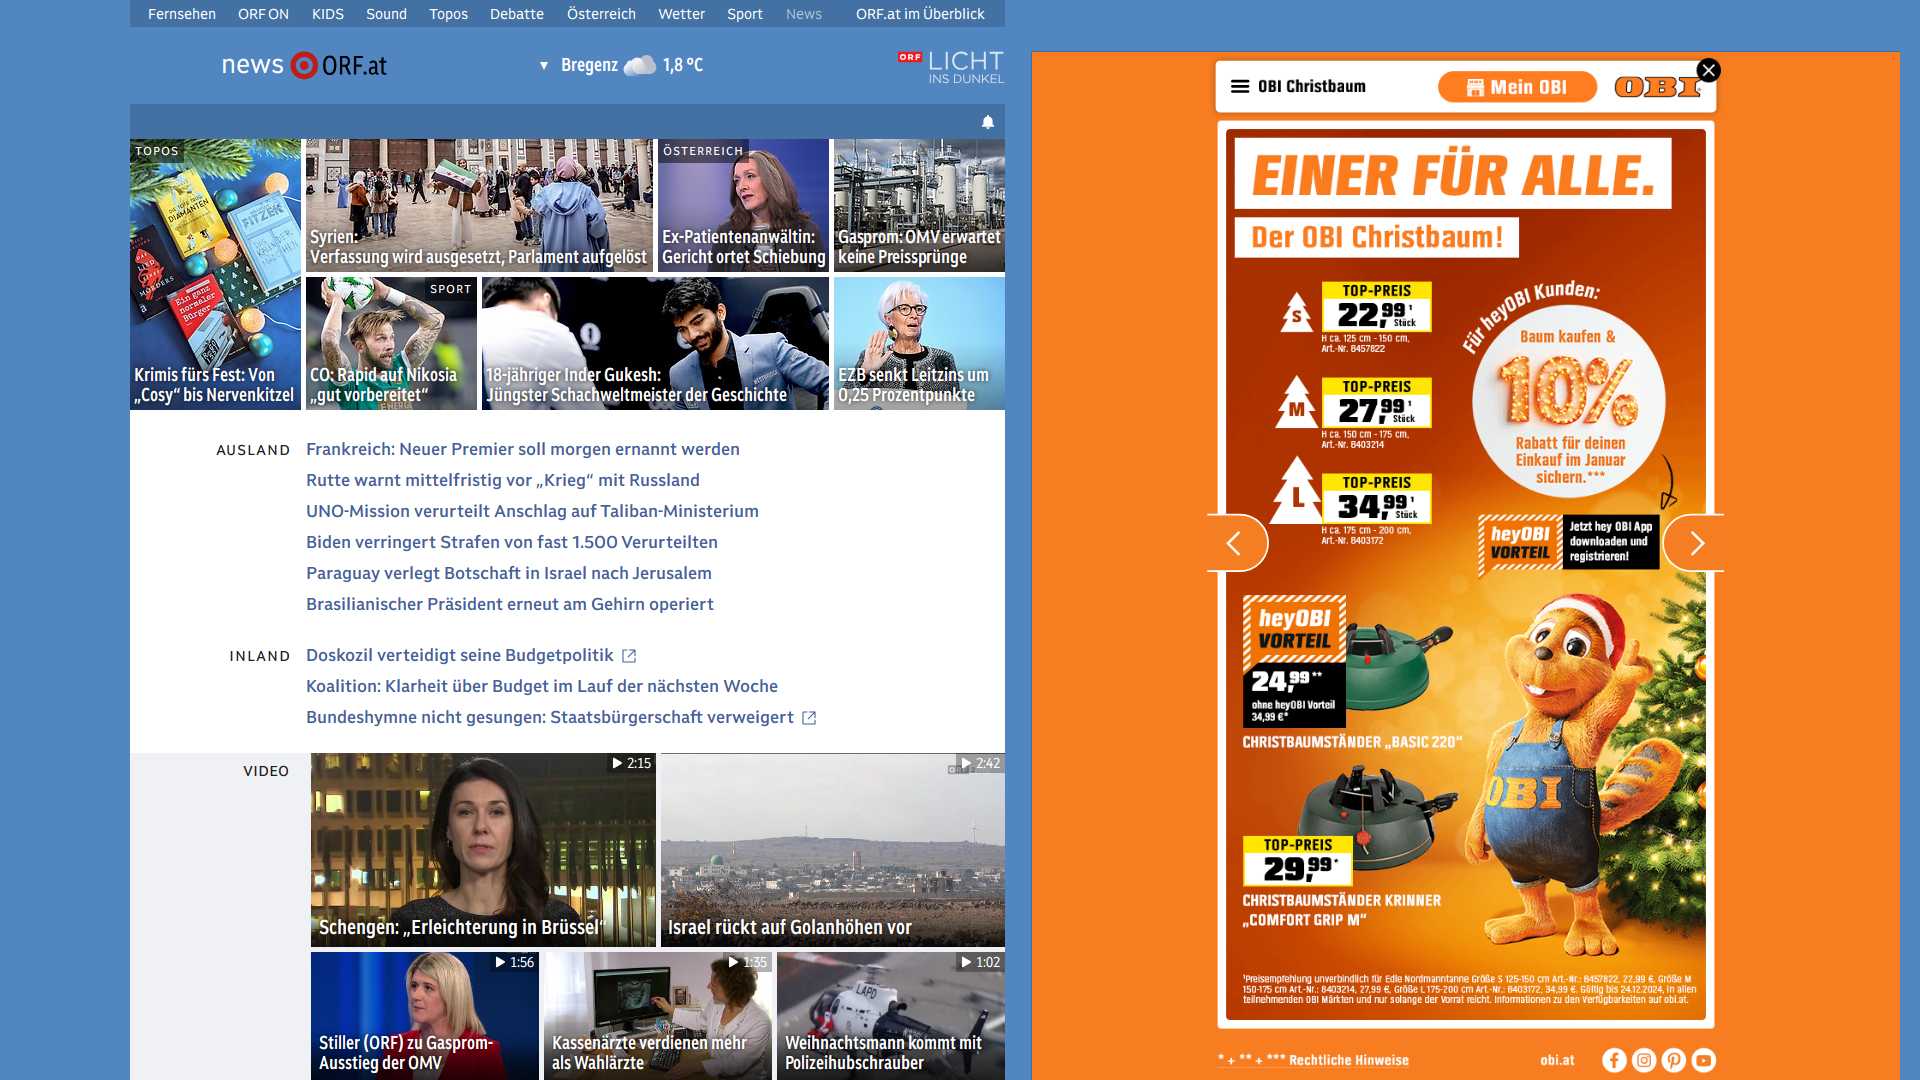 Fernsehen ORF ON KIDS Sound Topos Debatte Österreich Wetter Sport News ORF.at im Überblick
news ORF.at
▼ Bregenz 1,8 °C
ORF LICHT
INS DUNKEL
TOPOS
Krimis fürs Fest: Von
„Cosy“ bis Nervenkitzel
Syrien:
Verfassung wird ausgesetzt, Parlament aufgelöst
ÖSTERREICH
Ex-Patientenanwältin:
Gericht ortet Schiebung
Gasprom: OMV erwartet
keine Preissprünge
SPORT
CO: Rapid auf Nikosia
„gut vorbereitet“
18-jähriger Inder Gukesh:
Jüngster Schachweltmeister der Geschichte
EZB senkt Leitzins um
0,25 Prozentpunkte
AUSLAND
Frankreich: Neuer Premier soll morgen ernannt werden
Rutte warnt mittelfristig vor „Krieg“ mit Russland
UNO-Mission verurteilt Anschlag auf Taliban-Ministerium
Biden verringert Strafen von fast 1.500 Verurteilten
Paraguay verlegt Botschaft in Israel nach Jerusalem
Brasilianischer Präsident erneut am Gehirn operiert
INLAND
Doskozil verteidigt seine Budgetpolitik
Koalition: Klarheit über Budget im Lauf der nächsten Woche
Bundeshymne nicht gesungen: Staatsbürgerschaft verweigert
VIDEO
2:15
Schengen: „Erleichterung in Brüssel“
2:42
Israel rückt auf Golanhöhen vor
1:56
Stiller (ORF) zu Gasprom-
Ausstieg der OMV
1:35
Kassenärzte verdienen mehr
als Wahlärzte
1:02
LAPD
Weihnachtsmann kommt mit
Polizeihubschrauber
OBI Christbaum
Mein OBI
OBI
EINER FÜR ALLE.
Der OBI Christbaum!
S
TOP-PREIS
22,99¹
Stück
H ca. 125 cm - 150 cm,
Art.-Nr. 8457822
M
TOP-PREIS
27,99¹
Stück
H ca. 150 cm - 175 cm,
Art.-Nr. 8403214
L
TOP-PREIS
34,99¹
Stück
H ca. 175 cm - 200 cm,
Art.-Nr. 8403172
Für heyOBI Kunden:
Baum kaufen &
10%
Rabatt für deinen
Einkauf im Januar
sichern.***
heyOBI
VORTEIL
Jetzt hey OBI App
downloaden und
registrieren!
heyOBI
VORTEIL
24,99**
ohne heyOBI Vorteil
34,99 €*
CHRISTBAUMSTÄNDER „BASIC 220“
OBI
TOP-PREIS
29,99*
CHRISTBAUMSTÄNDER KRINNER
„COMFORT GRIP M“
¹Preisempfehlung unverbindlich für Edle Nordmanntanne Größe S 125-150 cm Art.-Nr.: 8457822, 22,99 €, Größe M
150-175 cm Art.-Nr.: 8403214, 27,99 €, Größe L 175-200 cm Art.-Nr.: 8403172, 34,99 €. Gültig bis 24.12.2024, in allen
teilnehmenden OBI Märkten und nur solange der Vorrat reicht. Informationen zu den Verfügbarkeiten auf obi.at.
* + ** + *** Rechtliche Hinweise
obi.at